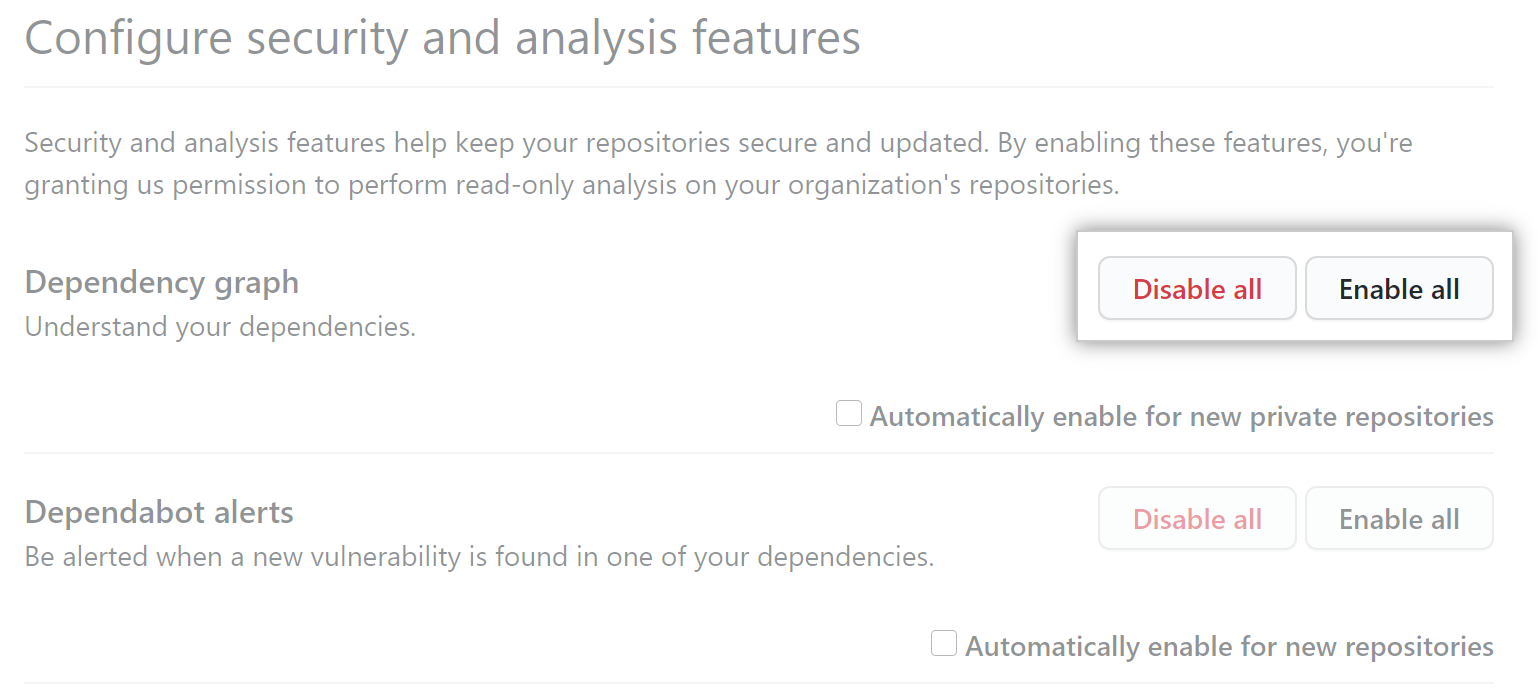 Configure security and analysis features
Security and analysis features help keep your repositories secure and updated. By enabling these features, you're
granting us permission to perform read-only analysis on your organization's repositories.
Dependency graph
Disable all
Enable all
Understand your dependencies.
Automatically enable for new private repositories
Dependabot alerts
Disable all
Enable all
Be alerted when a new vulnerability is found in one of your dependencies.
Automatically enable for new repositories